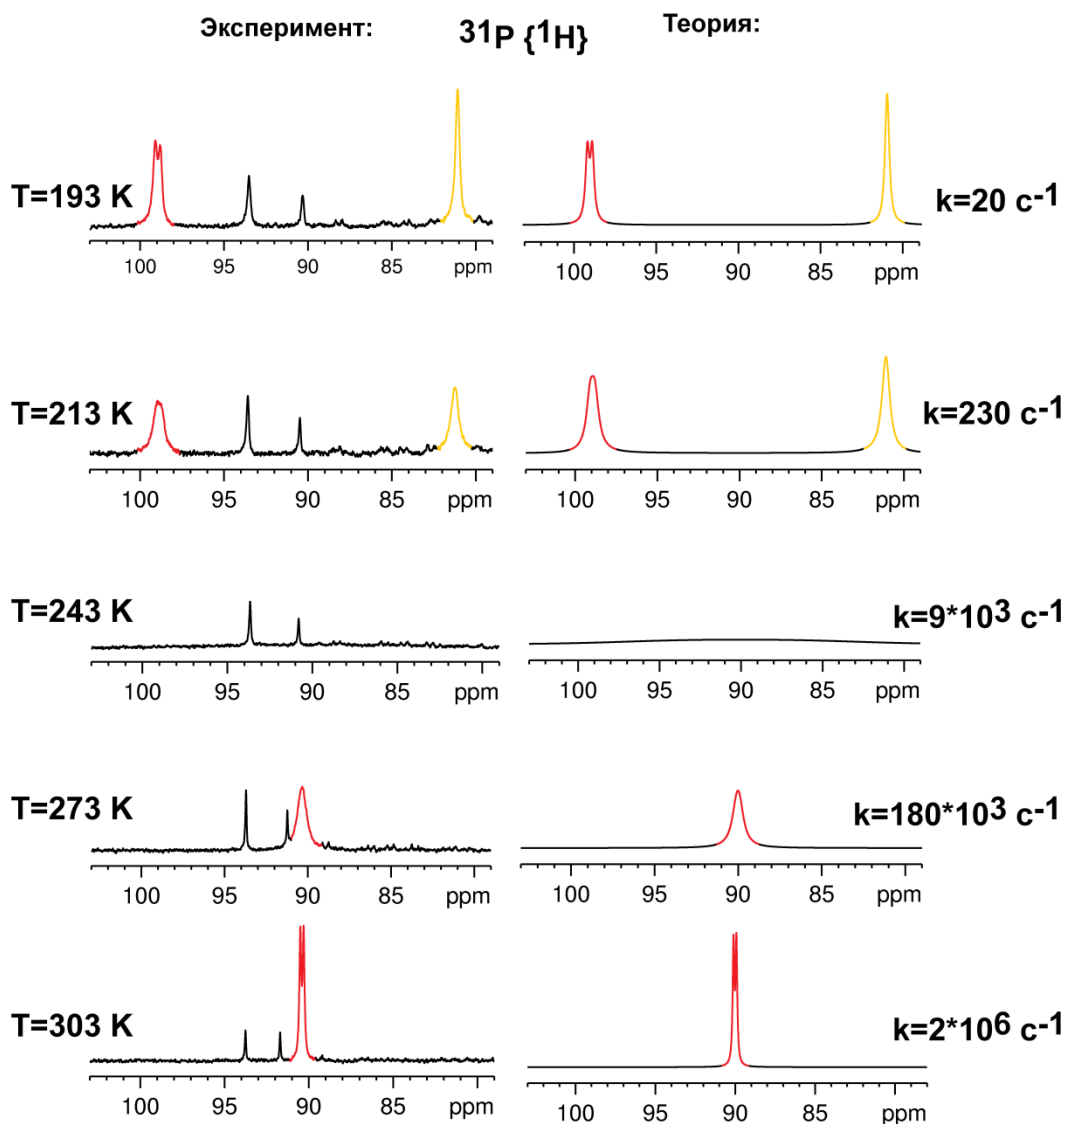 Эксперимент: 31P {1H} Теория:
T=193 K k=20 c-1
100 95 90 85 ppm 100 95 90 85 ppm
T=213 K k=230 c-1
100 95 90 85 ppm 100 95 90 85 ppm
T=243 K k=9*103 c-1
100 95 90 85 ppm 100 95 90 85 ppm
T=273 K k=180*103 c-1
100 95 90 85 ppm 100 95 90 85 ppm
T=303 K k=2*106 c-1
100 95 90 85 ppm 100 95 90 85 ppm